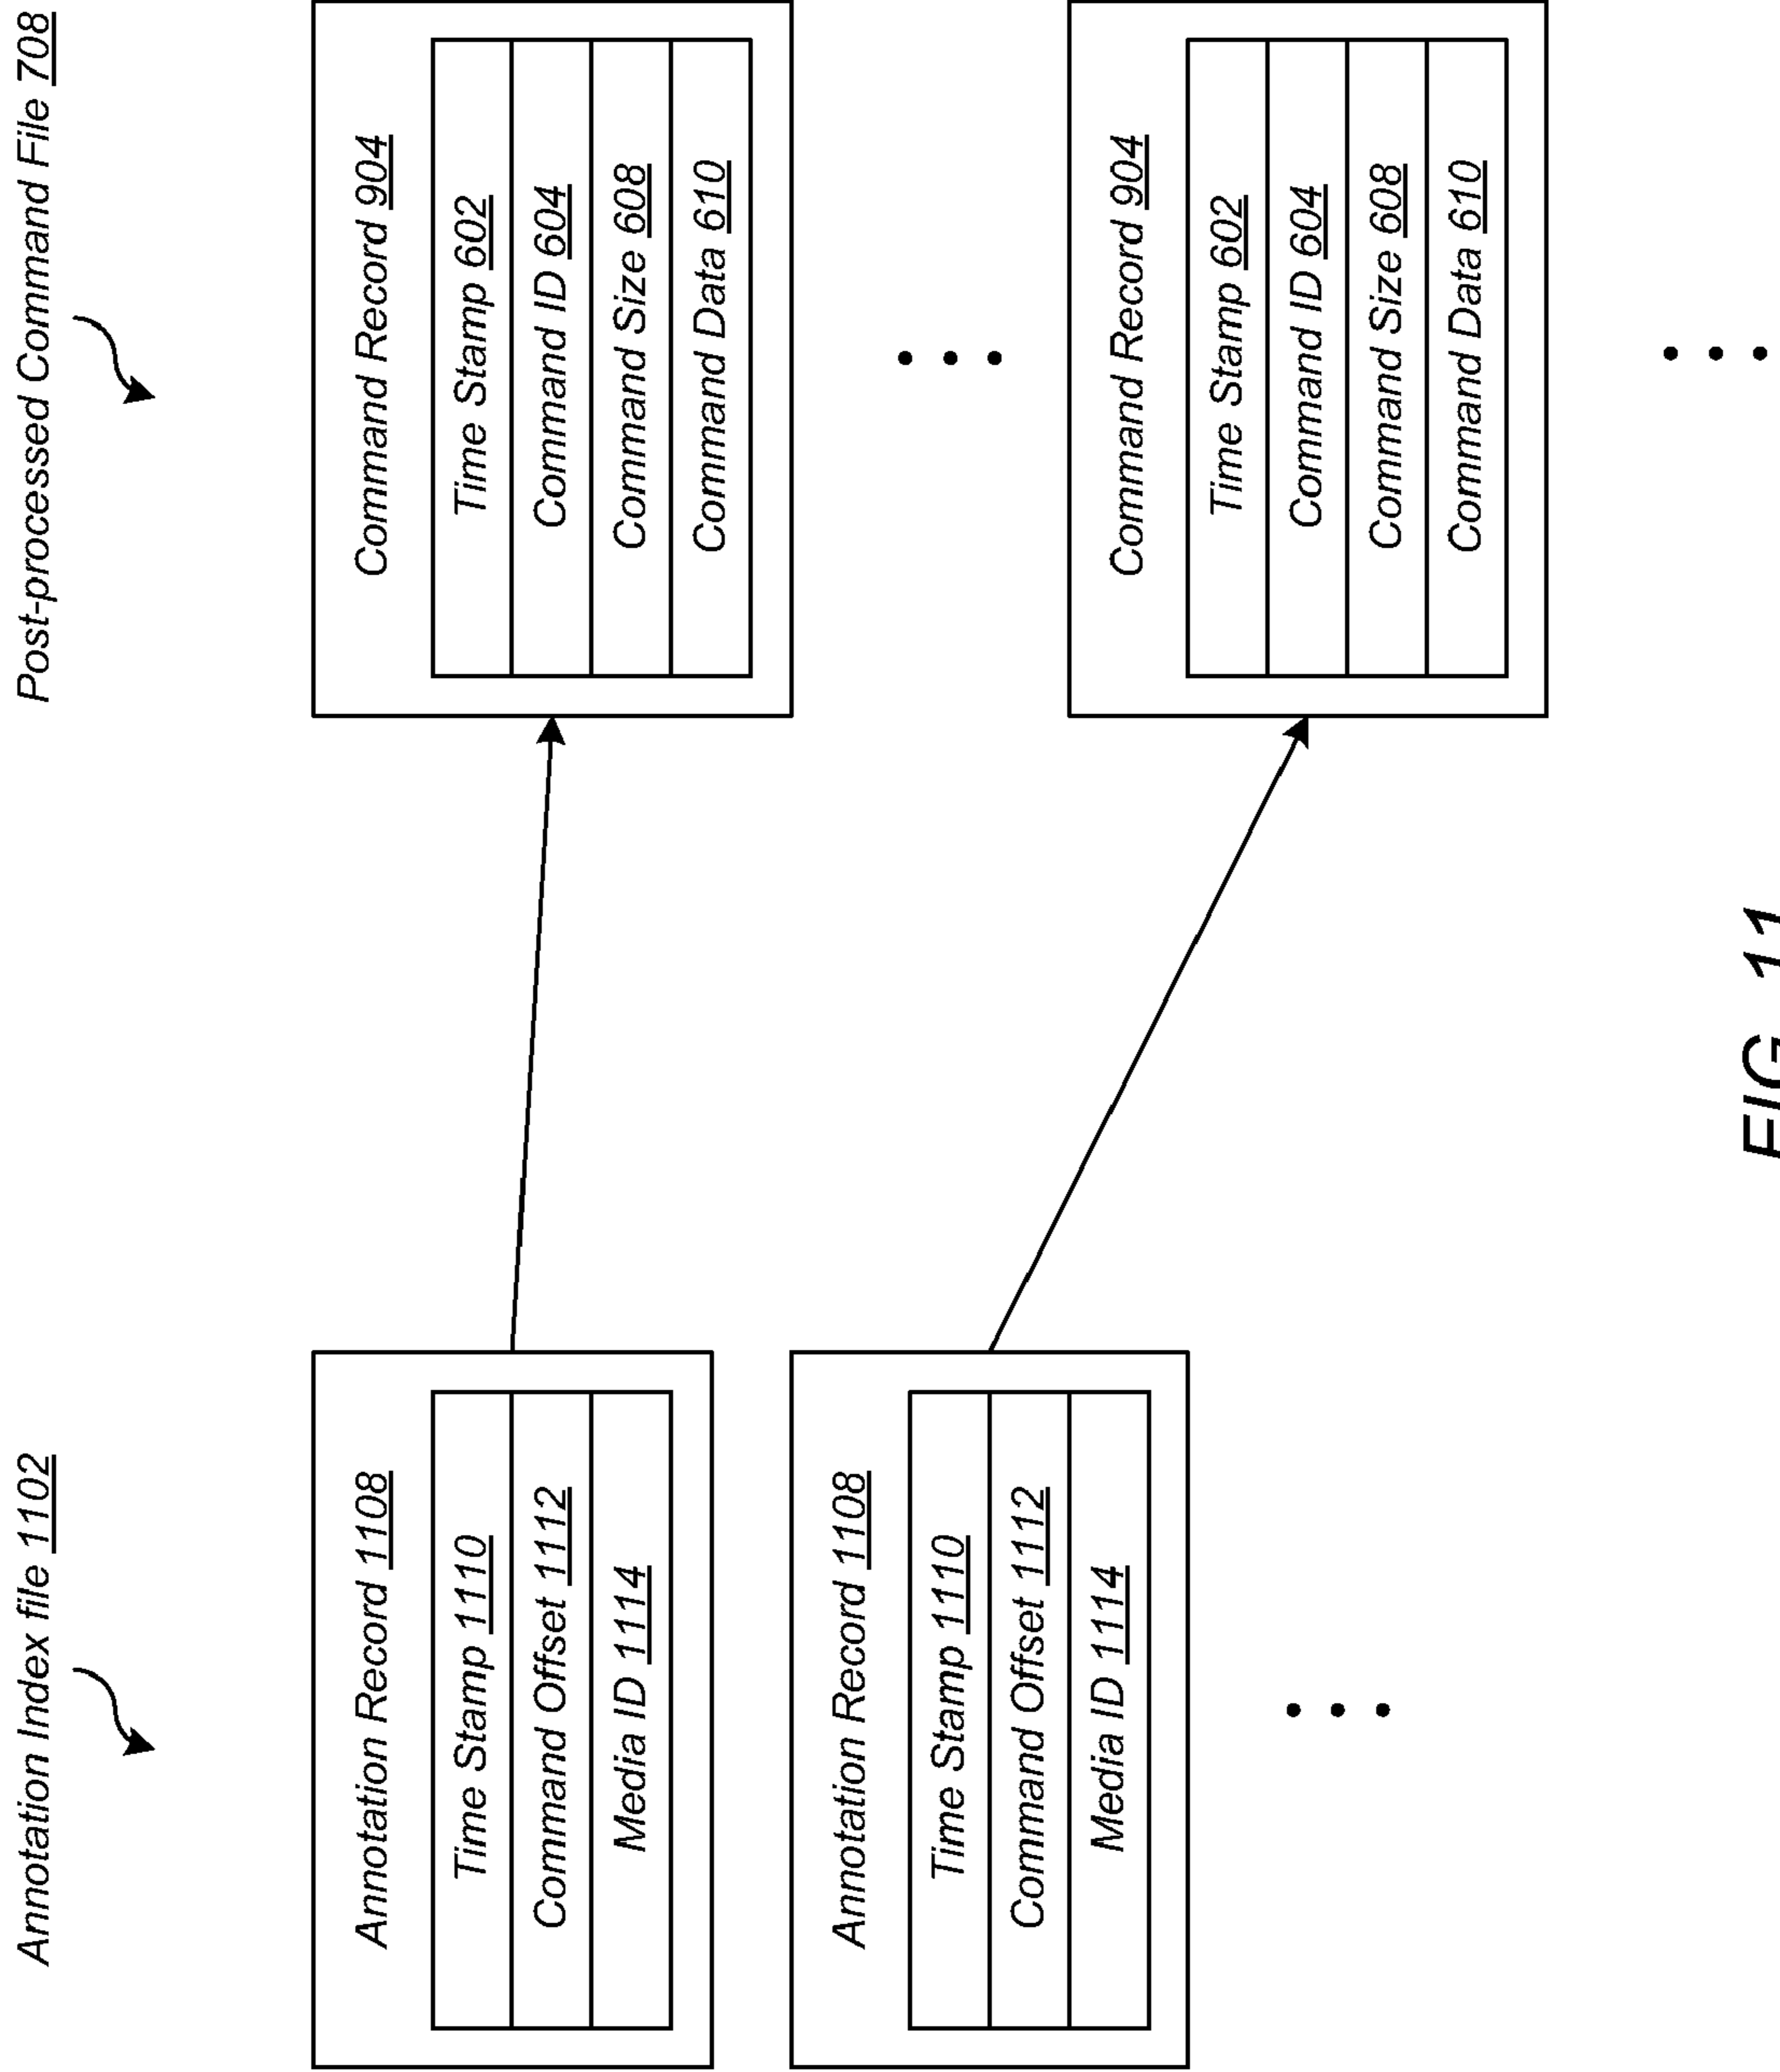 Annotation Index file 1102
Annotation Record 1108
Time Stamp 1110
Command Offset 1112
Media ID 1114
Annotation Record 1108
Time Stamp 1110
Command Offset 1112
Media ID 1114
Post-processed Command File 708
Command Record 904
Time Stamp 602
Command ID 604
Command Size 608
Command Data 610
Command Record 904
Time Stamp 602
Command ID 604
Command Size 608
Command Data 610
FIG. 11